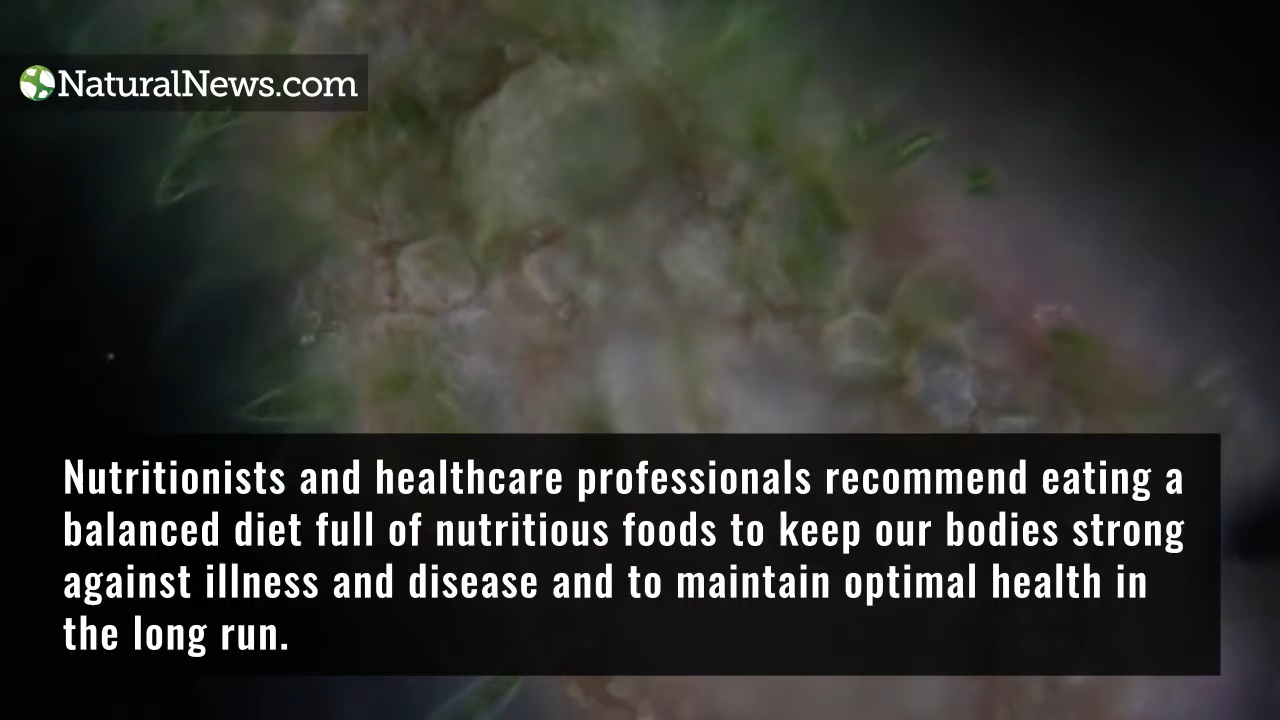 NaturalNews.com
Nutritionists and healthcare professionals recommend eating a
balanced diet full of nutritious foods to keep our bodies strong
against illness and disease and to maintain optimal health in
the long run.